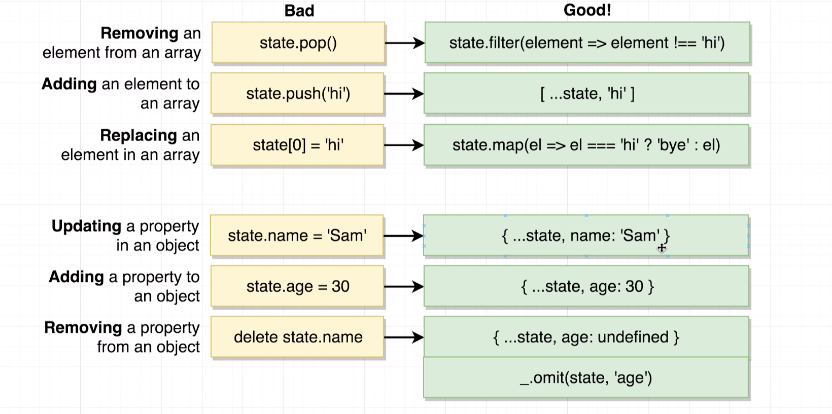 Bad
Good!
Removing an
element from an array
state.pop()
state.filter(element => element !== 'hi')
Adding an element to
an array
state.push('hi')
[ ...state, 'hi' ]
Replacing an
element in an array
state[0] = 'hi'
state.map(el => el === 'hi' ? 'bye' : el)
Updating a property
in an object
state.name = 'Sam'
{ ...state, name: 'Sam' }
Adding a property to
an object
state.age = 30
{ ...state, age: 30 }
Removing a property
from an object
delete state.name
{ ...state, age: undefined }
_.omit(state, 'age')